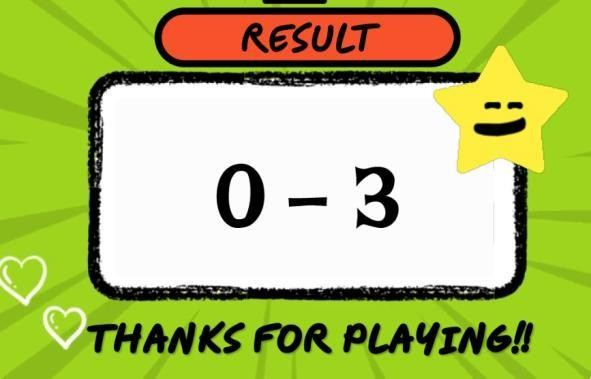 RESULT
0 – 3
THANKS FOR PLAYING!!